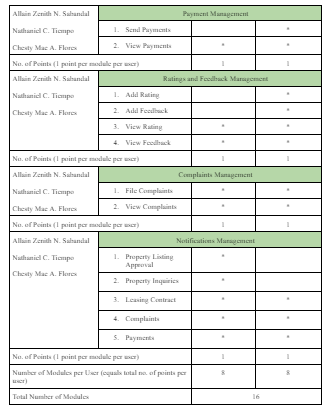 Allain Zenith N. Sabandal
Nathaniel C. Tiempo
Chesty Mae A. Flores
Payment Management
1. Send Payments *
2. View Payments * *
No. of Points (1 point per module per user) 1 1
Allain Zenith N. Sabandal
Nathaniel C. Tiempo
Chesty Mae A. Flores
Ratings and Feedback Management
1. Add Rating *
2. Add Feedback *
3. View Rating * *
4. View Feedback * *
No. of Points (1 point per module per user) 1 1
Allain Zenith N. Sabandal
Nathaniel C. Tiempo
Chesty Mae A. Flores
Complaints Management
1. File Complaints * *
2. View Complaints * *
No. of Points (1 point per module per user) 1 1
Allain Zenith N. Sabandal
Nathaniel C. Tiempo
Chesty Mae A. Flores
Notifications Management
1. Property Listing *
Approval
2. Property Inquiries *
3. Leasing Contract * *
4. Complaints * *
5. Payments * *
No. of Points (1 point per module per user) 1 1
Number of Modules per User (equals total no. of points per 8 8
user)
Total Number of Modules 16